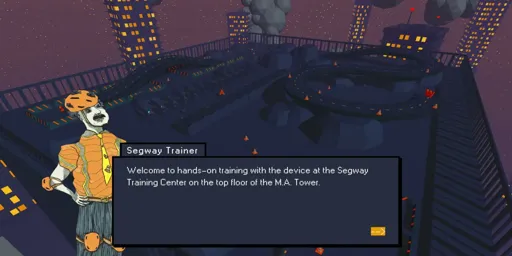 Segway Trainer
Welcome to hands-on training with the device at the Segway
Training Center on the top floor of the M.A. Tower.